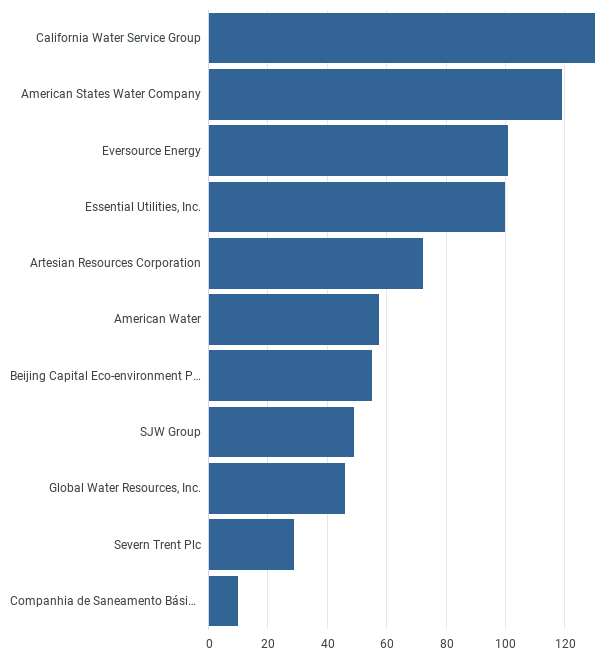 California Water Service Group
American States Water Company
Eversource Energy
Essential Utilities, Inc.
Artesian Resources Corporation
American Water
Beijing Capital Eco-environment P…
SJW Group
Global Water Resources, Inc.
Severn Trent Plc
Companhia de Saneamento Bási…
0 20 40 60 80 100 120